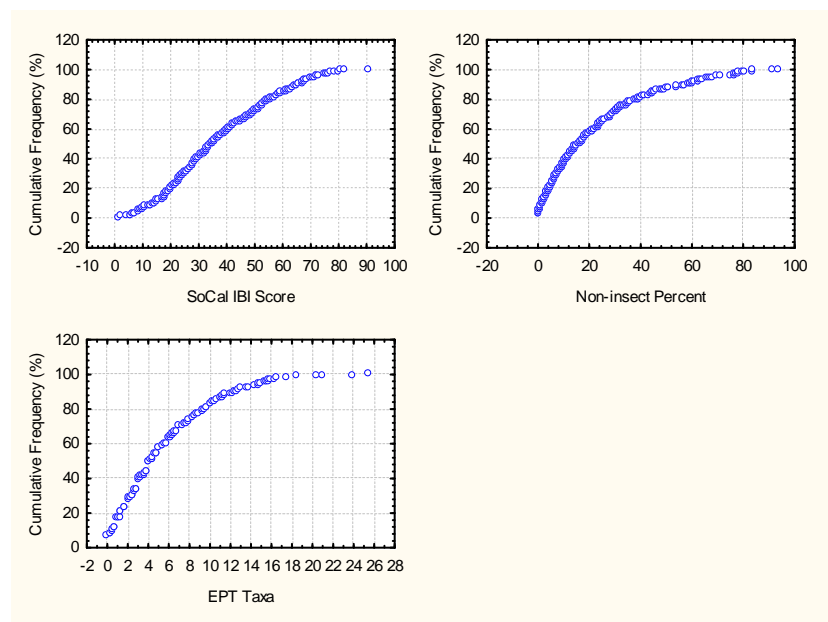 Cumulative Frequency (%)
120
100
80
60
40
20
0
-20
-10 0 10 20 30 40 50 60 70 80 90 100
SoCal IBI Score
Cumulative Frequency (%)
120
100
80
60
40
20
0
-20
-20 0 20 40 60 80 100
Non-insect Percent
Cumulative Frequency (%)
120
100
80
60
40
20
0
-2 0 2 4 6 8 10 12 14 16 18 20 22 24 26 28
EPT Taxa